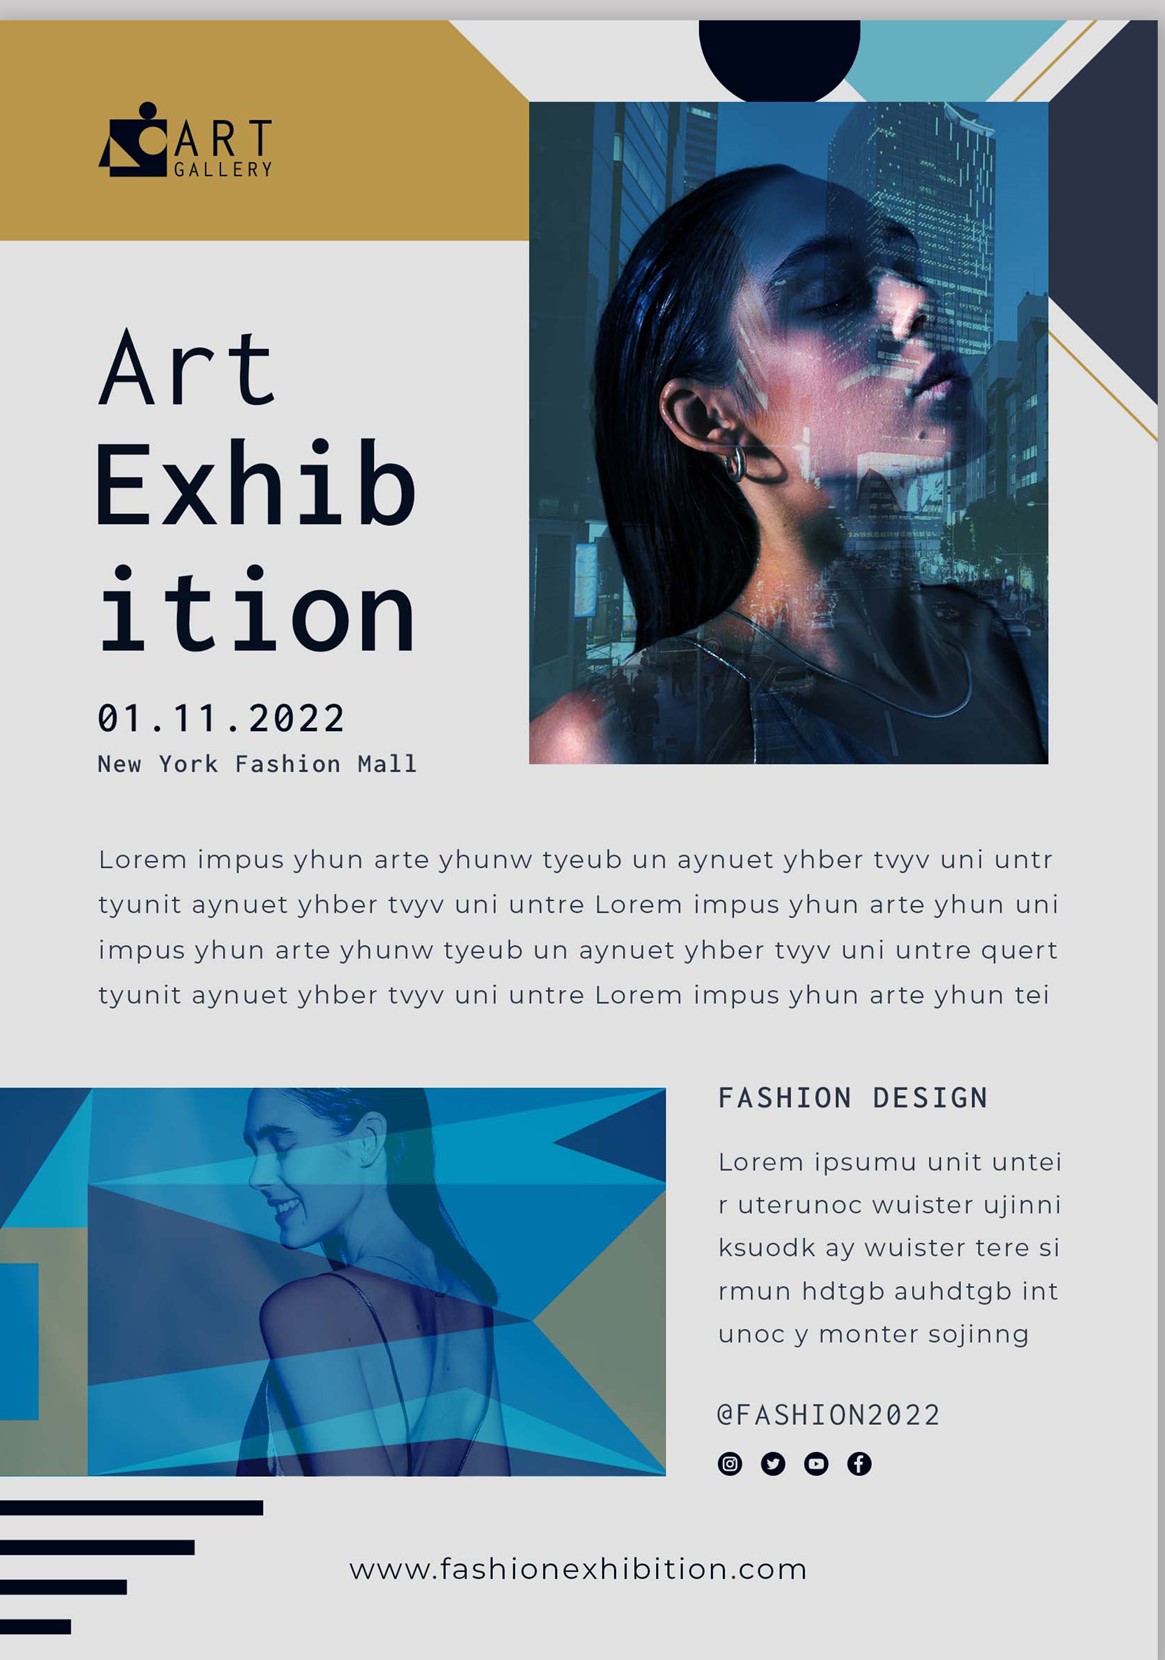 ART
GALLERY
Art
Exhib
ition
01.11.2022
New York Fashion Mall
Lorem impus yhun arte yhunw tyeub un aynuet yhber tvyv uni untr
tyunit aynuet yhber tvyv uni untre Lorem impus yhun arte yhun uni
impus yhun arte yhunw tyeub un aynuet yhber tvyv uni untre quert
tyunit aynuet yhber tvyv uni untre Lorem impus yhun arte yhun tei
FASHION DESIGN
Lorem ipsumu unit untei
r uterunoc wuister ujinni
ksuodk ay wuister tere si
rmun hdtgb auhdtgb int
unoc y monter sojinng
@FASHION2022
www.fashionexhibition.com